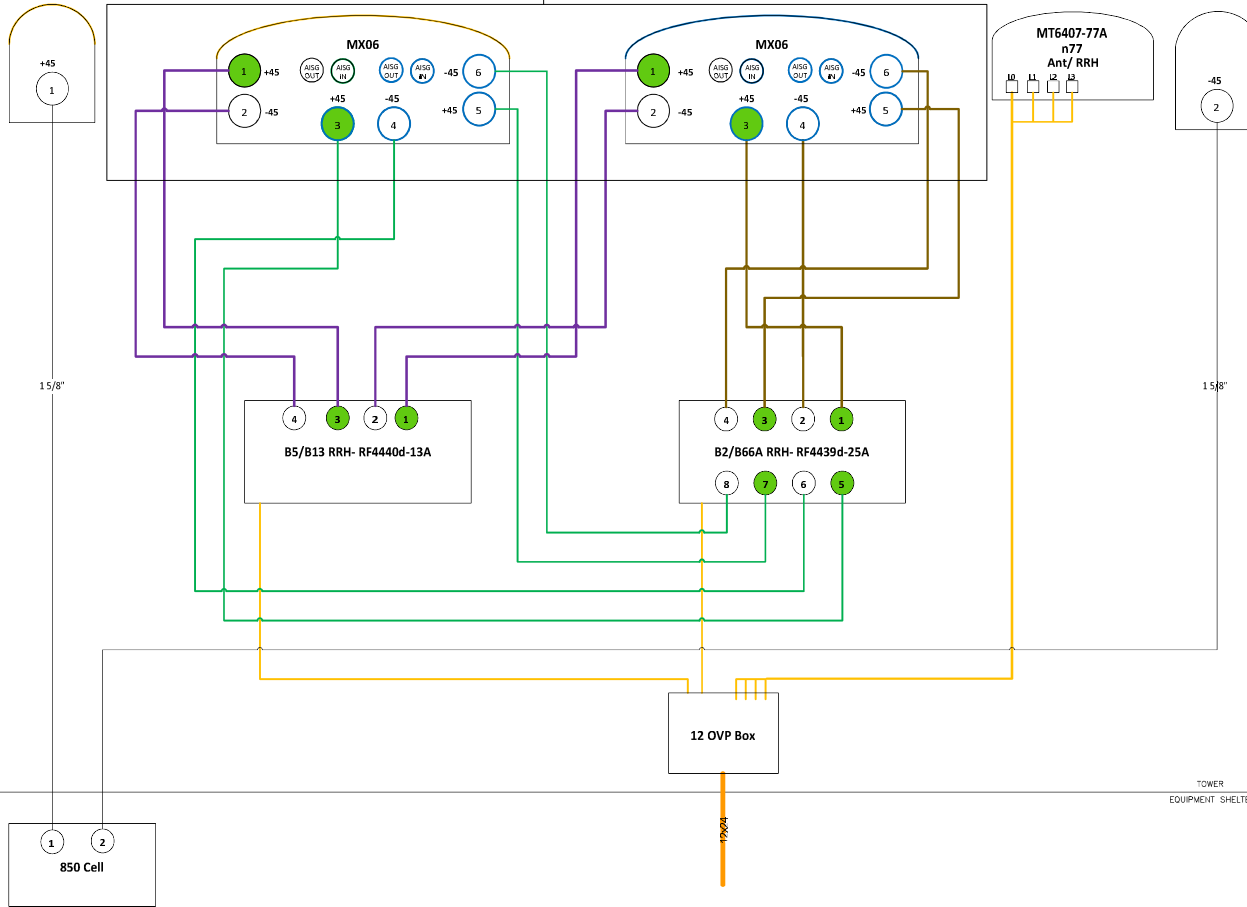 +45
1
MX06
1
+45
AISG
OUT
AISG
IN
AISG
OUT
AISG
IN
-45
6
2
-45
+45
-45
+45
5
3
4
MX06
1
+45
AISG
OUT
AISG
IN
AISG
OUT
AISG
IN
-45
6
2
-45
+45
-45
+45
5
3
4
MT6407-77A
n77
Ant/ RRH
L1
L2
L3
-45
2
1 5/8"
1 5/8"
4
3
2
1
B5/B13 RRH- RF4440d-13A
4
3
2
1
B2/B66A RRH- RF4439d-25A
8
7
6
5
12 OVP Box
TOWER
EQUIPMENT SHELTE
12x24
1
2
850 Cell